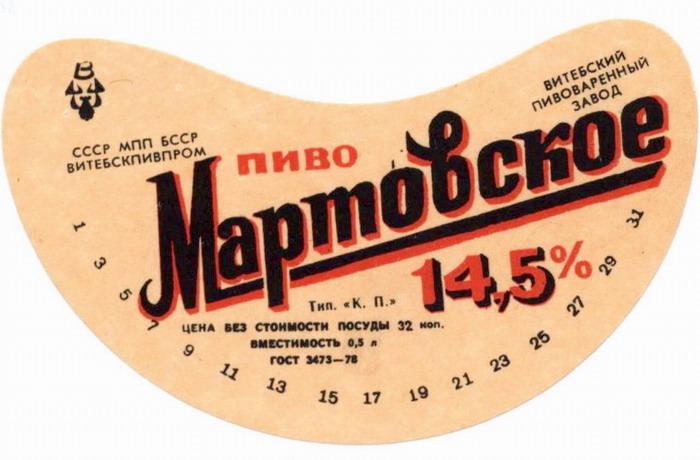 В
СССР МПП БССР
ВИТЕБСКПИВПРОМ
ВИТЕБСКИЙ
ПИВОВАРЕННЫЙ
ЗАВОД
ПИВО
Мартовское
14,5%
Тип. «К. П.»
ЦЕНА БЕЗ СТОИМОСТИ ПОСУДЫ 32 коп.
ВМЕСТИМОСТЬ 0,5 л
ГОСТ 3473—78
1 3 5 7 9 11 13 15 17 19 21 23 25 27 29 31